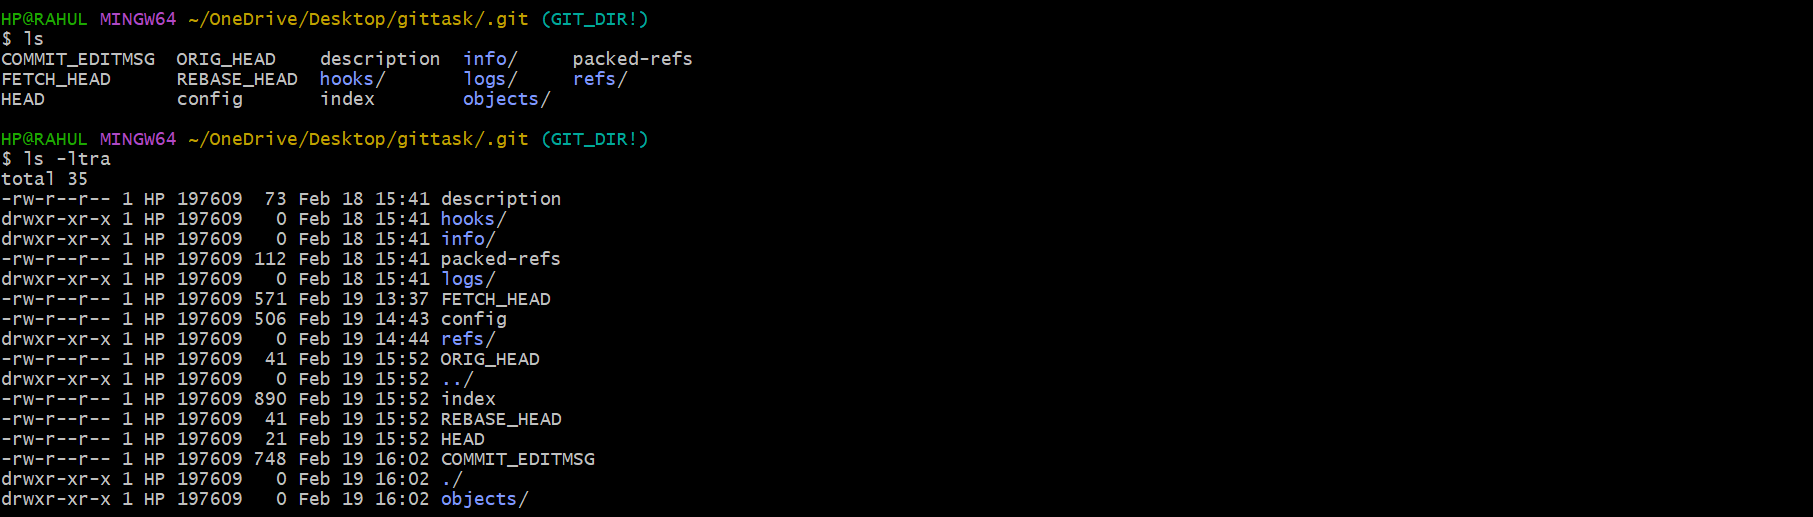 HP@RAHUL MINGW64 ~/OneDrive/Desktop/gittask/.git (GIT_DIR!)
$ ls
COMMIT_EDITMSG  ORIG_HEAD    description  info/     packed-refs
FETCH_HEAD      REBASE_HEAD  hooks/       logs/     refs/
HEAD            config       index        objects/
HP@RAHUL MINGW64 ~/OneDrive/Desktop/gittask/.git (GIT_DIR!)
$ ls -ltra
total 35
-rw-r--r-- 1 HP 197609  73 Feb 18 15:41 description
drwxr-xr-x 1 HP 197609   0 Feb 18 15:41 hooks/
drwxr-xr-x 1 HP 197609   0 Feb 18 15:41 info/
-rw-r--r-- 1 HP 197609 112 Feb 18 15:41 packed-refs
drwxr-xr-x 1 HP 197609   0 Feb 18 15:41 logs/
-rw-r--r-- 1 HP 197609 571 Feb 19 13:37 FETCH_HEAD
-rw-r--r-- 1 HP 197609 506 Feb 19 14:43 config
drwxr-xr-x 1 HP 197609   0 Feb 19 14:44 refs/
-rw-r--r-- 1 HP 197609  41 Feb 19 15:52 ORIG_HEAD
drwxr-xr-x 1 HP 197609   0 Feb 19 15:52 ../
-rw-r--r-- 1 HP 197609 890 Feb 19 15:52 index
-rw-r--r-- 1 HP 197609  41 Feb 19 15:52 REBASE_HEAD
-rw-r--r-- 1 HP 197609  21 Feb 19 15:52 HEAD
-rw-r--r-- 1 HP 197609 748 Feb 19 16:02 COMMIT_EDITMSG
drwxr-xr-x 1 HP 197609   0 Feb 19 16:02 ./
drwxr-xr-x 1 HP 197609   0 Feb 19 16:02 objects/